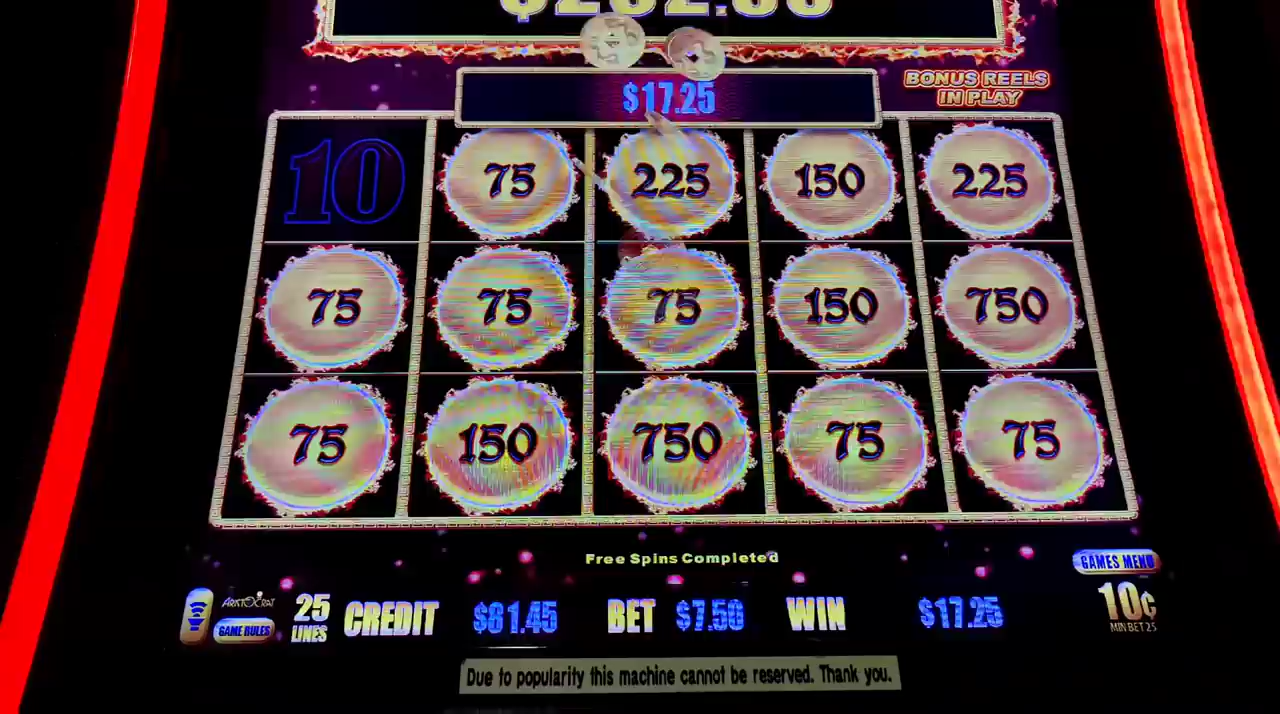 $17.25
BONUS REELS
IN PLAY
10 75 225 150 225
75 75 75 150 750
75 150 750 75 75
Free Spins Completed
GAMES MENU
ARISTOCRAT
GAME RULES
25
LINES
CREDIT $81.45 BET $7.50 WIN $17.25
10¢
MIN BET 25
Due to popularity this machine cannot be reserved. Thank you.